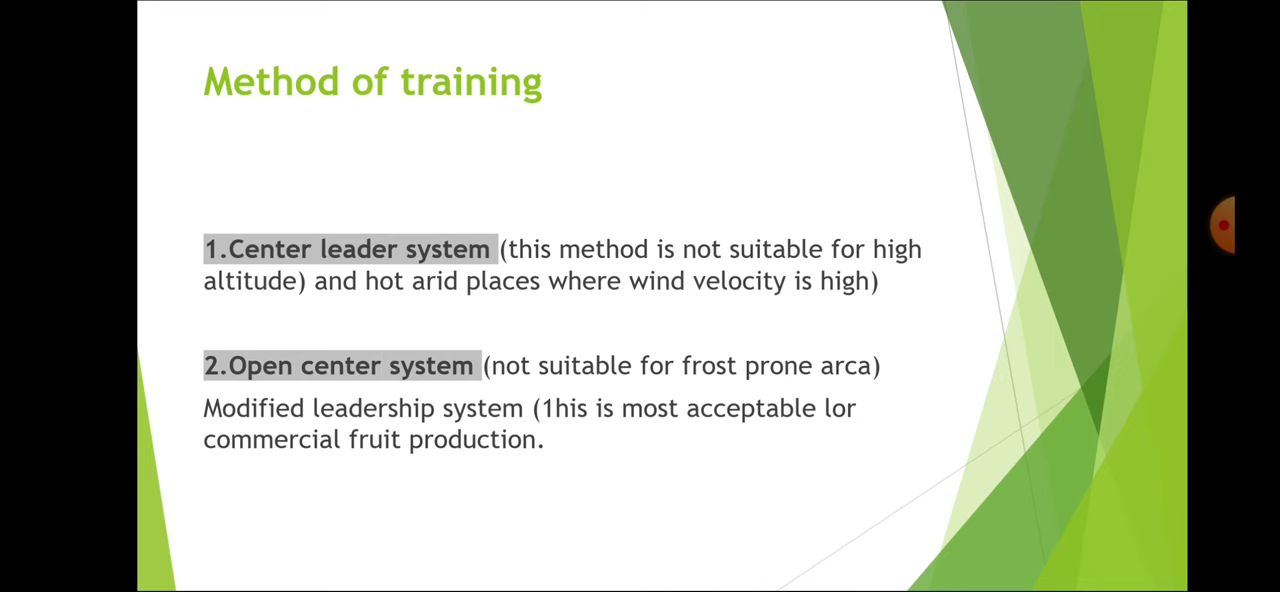 Method of training
1.Center leader system (this method is not suitable for high
altitude) and hot arid places where wind velocity is high)
2.Open center system (not suitable for frost prone arca)
Modified leadership system (1his is most acceptable lor
commercial fruit production.